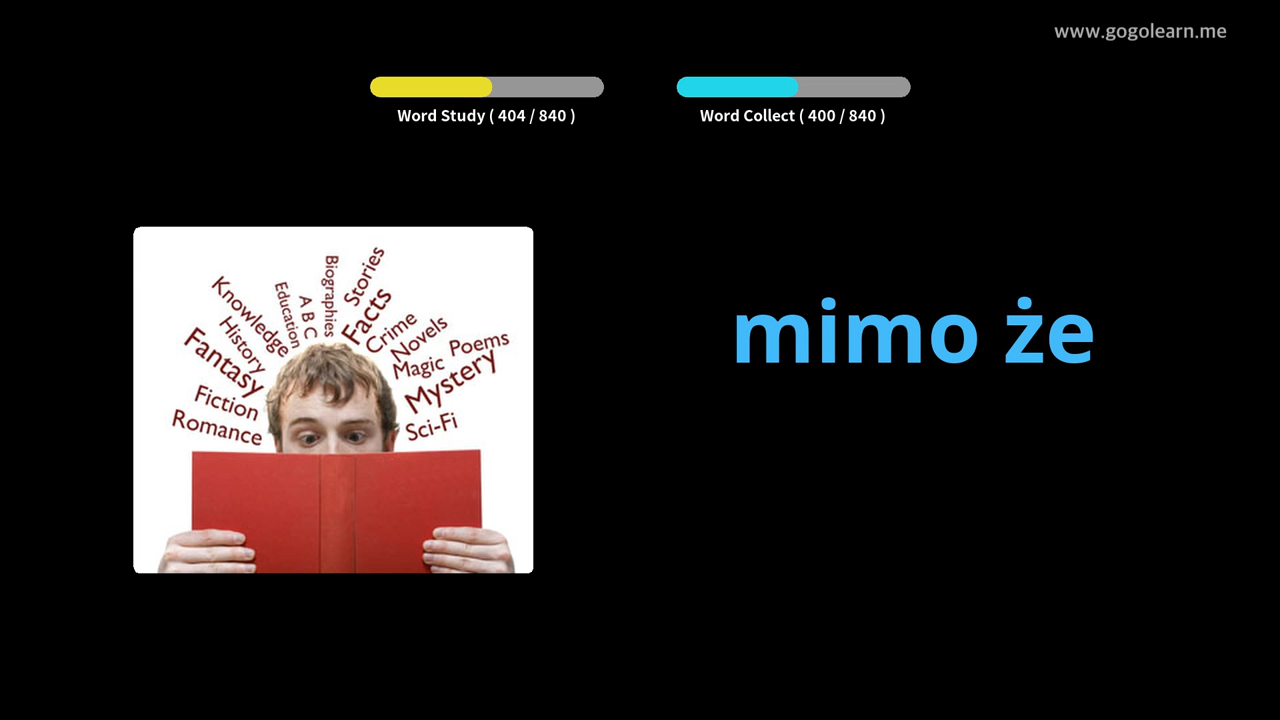 www.gogolearn.me
Word Study ( 404 / 840 )
Word Collect ( 400 / 840 )
Romance
Fiction
Fantasy
History
Knowledge
Education
A B C
Biographies
Stories
Facts
Crime
Novels
Magic
Poems
Mystery
Sci-Fi
mimo że